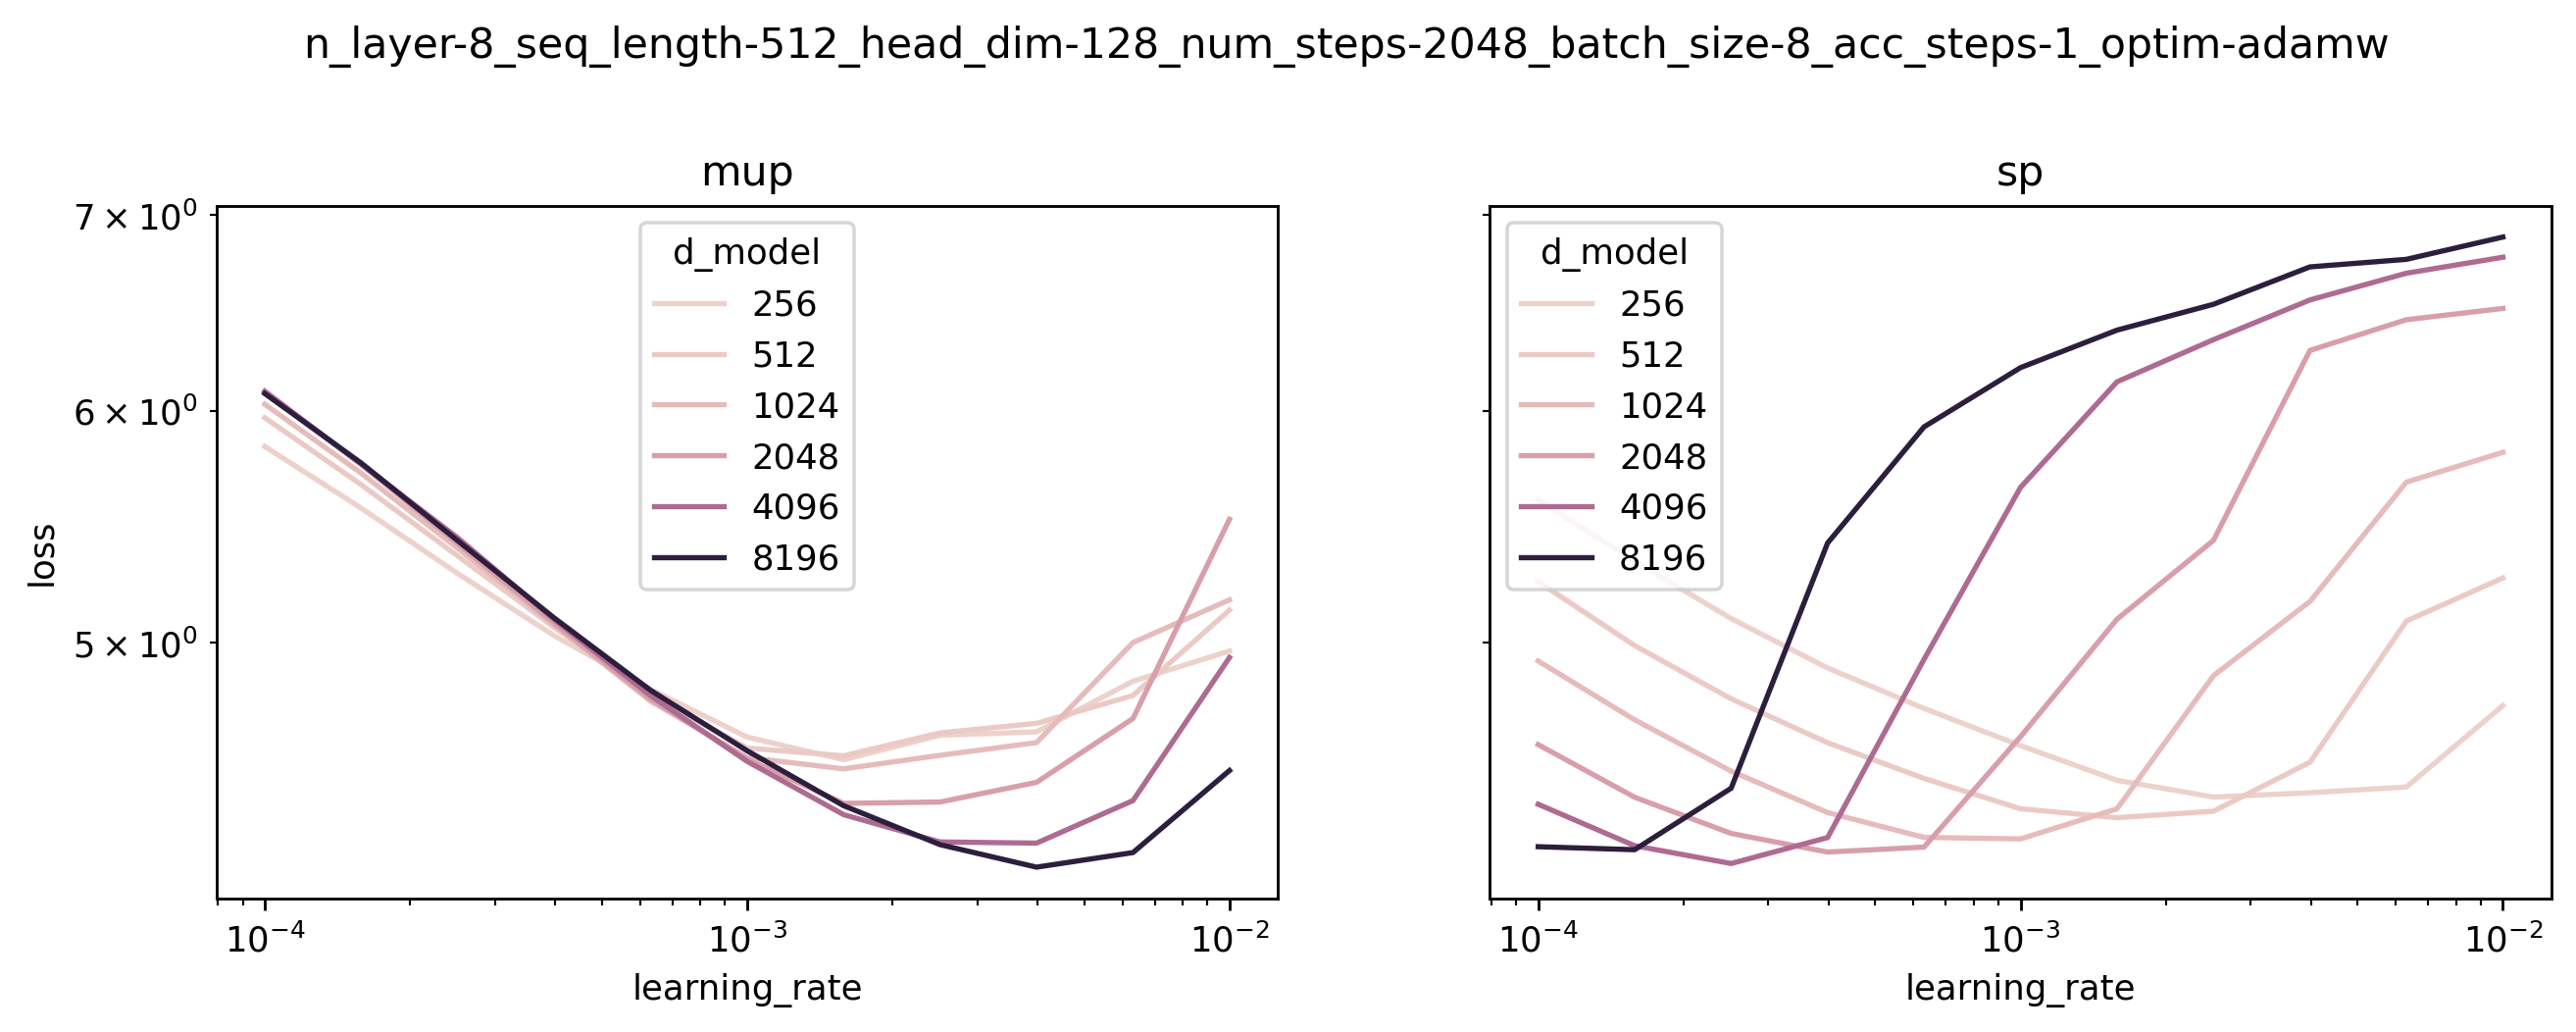 n_layer-8_seq_length-512_head_dim-128_num_steps-2048_batch_size-8_acc_steps-1_optim-adamw
mup
7 × 10⁰
6 × 10⁰
5 × 10⁰
loss
d_model
256
512
1024
2048
4096
8196
10⁻⁴
10⁻³
10⁻²
learning_rate
sp
d_model
256
512
1024
2048
4096
8196
10⁻⁴
10⁻³
10⁻²
learning_rate